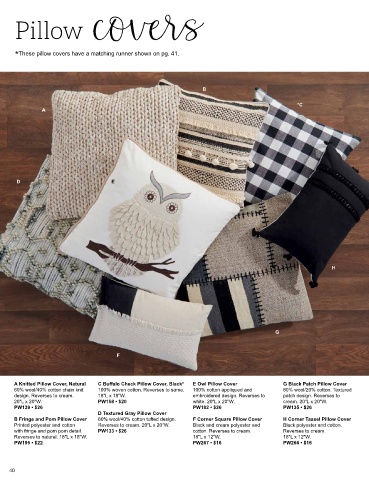 Pillow covers
*These pillow covers have a matching runner shown on pg. 41.
B
*C
A
D
E
H
G
F
A Knitted Pillow Cover, Natural
60% wool/40% cotton chain knit
design. Reverses to cream.
20"L x 20"W.
PW139 • $26
B Fringe and Pom Pillow Cover
Printed polyester and cotton
with fringe and pom pom detail.
Reverses to natural. 18"L x 18"W.
PW195 • $22
C Buffalo Check Pillow Cover, Black*
100% woven cotton. Reverses to same.
18"L x 18"W.
PW158 • $20
D Textured Gray Pillow Cover
60% wool/40% cotton tufted design.
Reverses to cream. 20"L x 20"W.
PW133 • $26
E Owl Pillow Cover
100% cotton appliqued and
embroidered design. Reverses to
white. 20"L x 20"W.
PW182 • $26
F Corner Square Pillow Cover
Black and cream polyester and
cotton. Reverses to cream.
18"L x 12"W.
PW267 • $16
G Black Patch Pillow Cover
80% wool/20% cotton. Textured
patch design. Reverses to
cream. 20"L x 20"W.
PW135 • $26
H Corner Tassel Pillow Cover
Black polyester and cotton.
Reverses to cream.
18"L x 12"W.
PW266 • $16
40